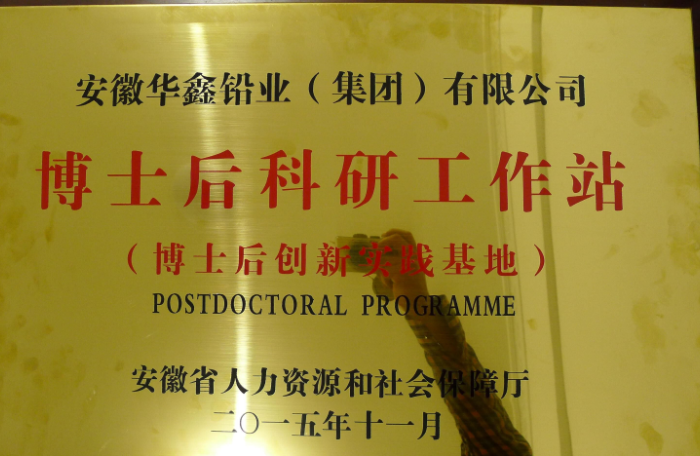 安徽华鑫铅业（集团）有限公司
博士后科研工作站
（博士后创新实践基地）
POSTDOCTORAL PROGRAMME
安徽省人力资源和社会保障厅
二〇一五年十一月